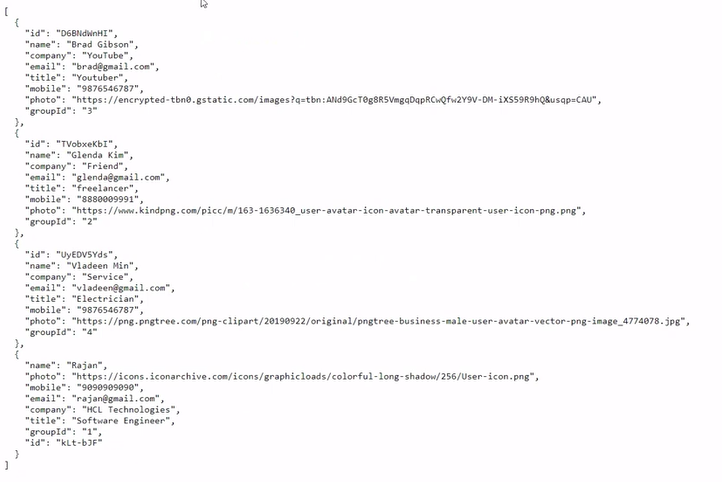 [
  {
    "id": "D6BNdWnHI",
    "name": "Brad Gibson",
    "company": "YouTube",
    "email": "brad@gmail.com",
    "title": "Youtuber",
    "mobile": "9876546787",
    "photo": "https://encrypted-tbn0.gstatic.com/images?q=tbn:ANd9GcT0g8R5VmgqDqpRCwQfw2Y9V-DM-iXS59R9hQ&usqp=CAU",
    "groupId": "3"
  },
  {
    "id": "TVobxeKbI",
    "name": "Glenda Kim",
    "company": "Friend",
    "email": "glenda@gmail.com",
    "title": "freelancer",
    "mobile": "8880009991",
    "photo": "https://www.kindpng.com/picc/m/163-1636340_user-avatar-icon-avatar-transparent-user-icon-png.png",
    "groupId": "2"
  },
  {
    "id": "UyEDV5Yds",
    "name": "Vladeen Min",
    "company": "Service",
    "email": "vladeen@gmail.com",
    "title": "Electrician",
    "mobile": "9876546787",
    "photo": "https://png.pngtree.com/png-clipart/20190922/original/pngtree-business-male-user-avatar-vector-png-image_4774078.jpg",
    "groupId": "4"
  },
  {
    "name": "Rajan",
    "photo": "https://icons.iconarchive.com/icons/graphicloads/colorful-long-shadow/256/User-icon.png",
    "mobile": "9090909090",
    "email": "rajan@gmail.com",
    "company": "HCL Technologies",
    "title": "Software Engineer",
    "groupId": "1",
    "id": "kLt-bJF"
  }
]